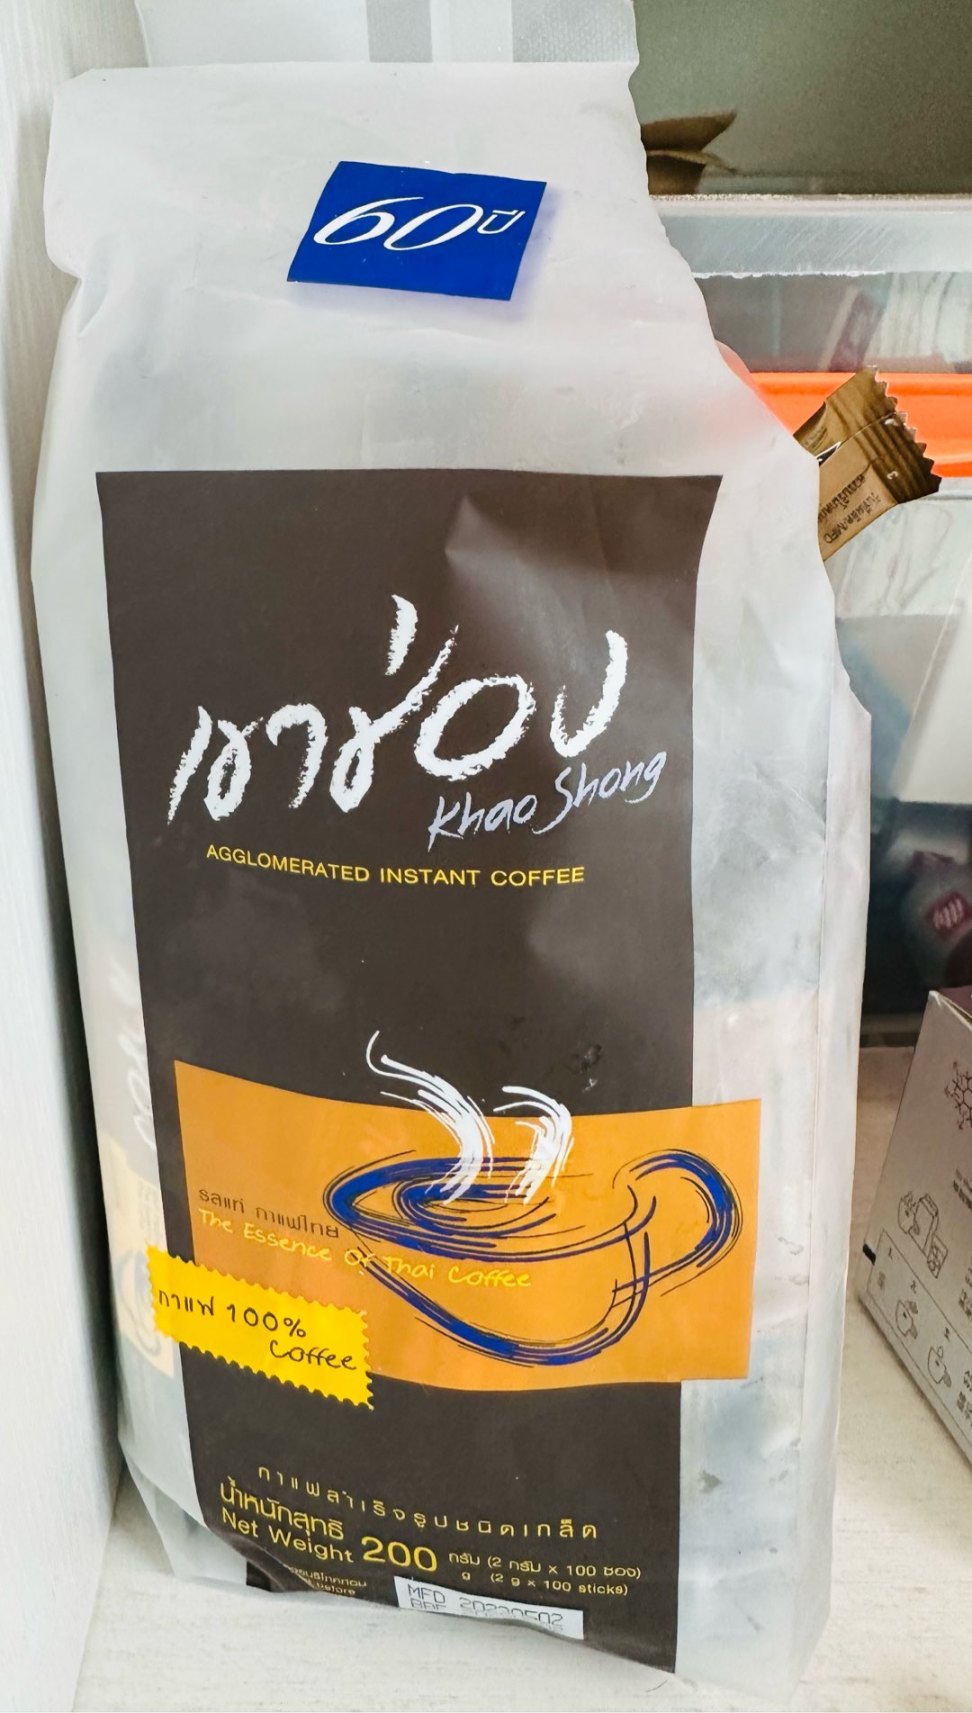 60 ปี
เขาช่อง
Khao Shong
AGGLOMERATED INSTANT COFFEE
รสแท้ กาแฟไทย
The Essence Of Thai Coffee
กาแฟ 100%
Coffee
กาแฟสำเร็จรูปชนิดเกล็ด
น้ำหนักสุทธิ 200 กรัม (2 กรัม x 100 ซอง)
Net Weight g (2 g x 100 sticks)
before
MFD